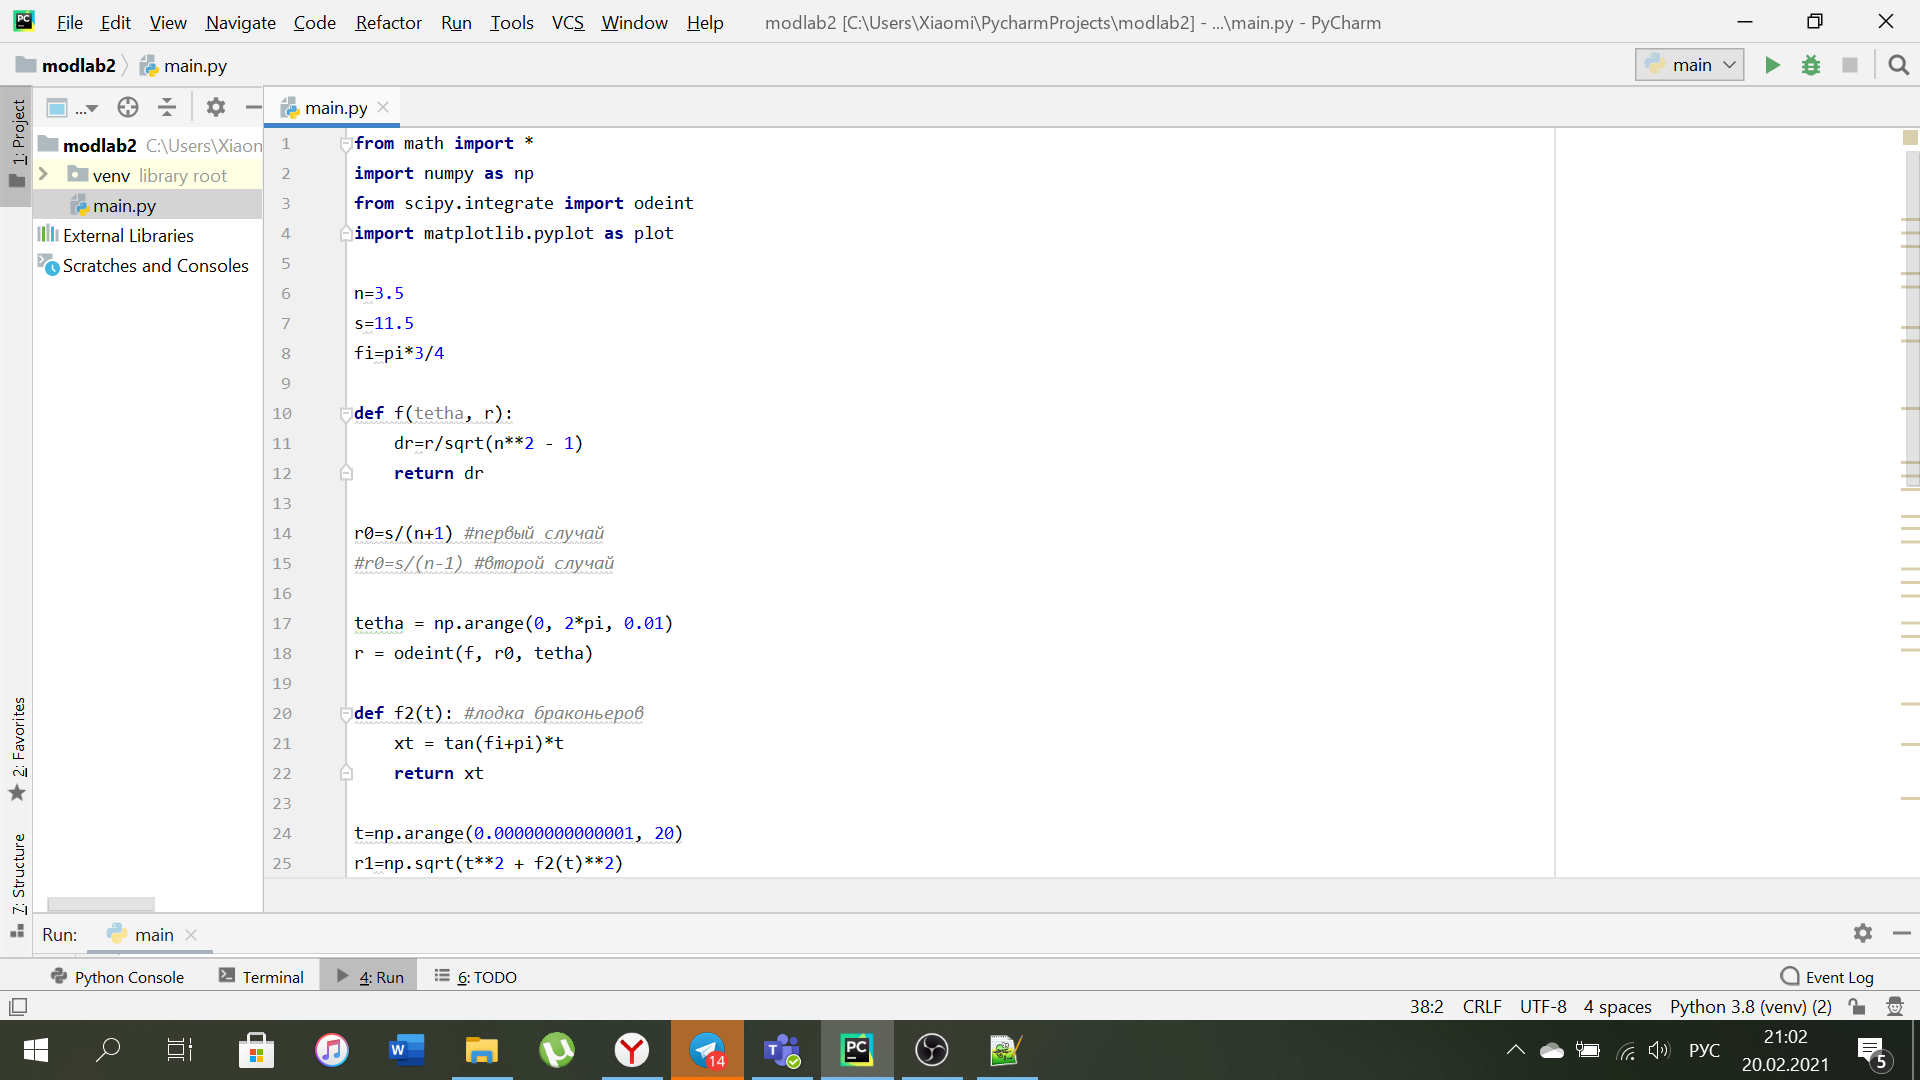 File Edit View Navigate Code Refactor Run Tools VCS Window Help modlab2 [C:\Users\Xiaomi\PycharmProjects\modlab2] - ...\main.py - PyCharm
modlab2 main.py main
1: Project
... main.py
modlab2 C:\Users\Xiaon
venv library root
main.py
External Libraries
Scratches and Consoles
1 from math import *
2 import numpy as np
3 from scipy.integrate import odeint
4 import matplotlib.pyplot as plot
5
6 n=3.5
7 s=11.5
8 fi=pi*3/4
9
10 def f(tetha, r):
11 dr=r/sqrt(n**2 - 1)
12 return dr
13
14 r0=s/(n+1) #первый случай
15 #r0=s/(n-1) #второй случай
16
17 tetha = np.arange(0, 2*pi, 0.01)
18 r = odeint(f, r0, tetha)
19
20 def f2(t): #лодка браконьеров
21 xt = tan(fi+pi)*t
22 return xt
23
24 t=np.arange(0.00000000000001, 20)
25 r1=np.sqrt(t**2 + f2(t)**2)
2: Favorites
7: Structure
Run: main
Python Console Terminal 4: Run 6: TODO Event Log
38:2 CRLF UTF-8 4 spaces Python 3.8 (venv) (2)
W 14 T PC РУС 21:02
20.02.2021 5